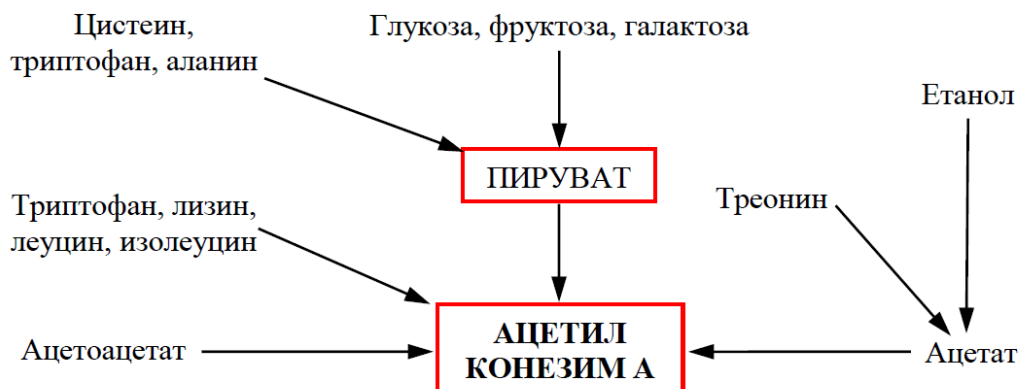 Цистеин,
триптофан, аланин
Глукоза, фруктоза, галактоза
Етанол
ПИРУВАТ
Треонин
Триптофан, лизин,
леуцин, изолеуцин
АЦЕТИЛ
КОНЕЗИМ А
Ацетоацетат
Ацетат